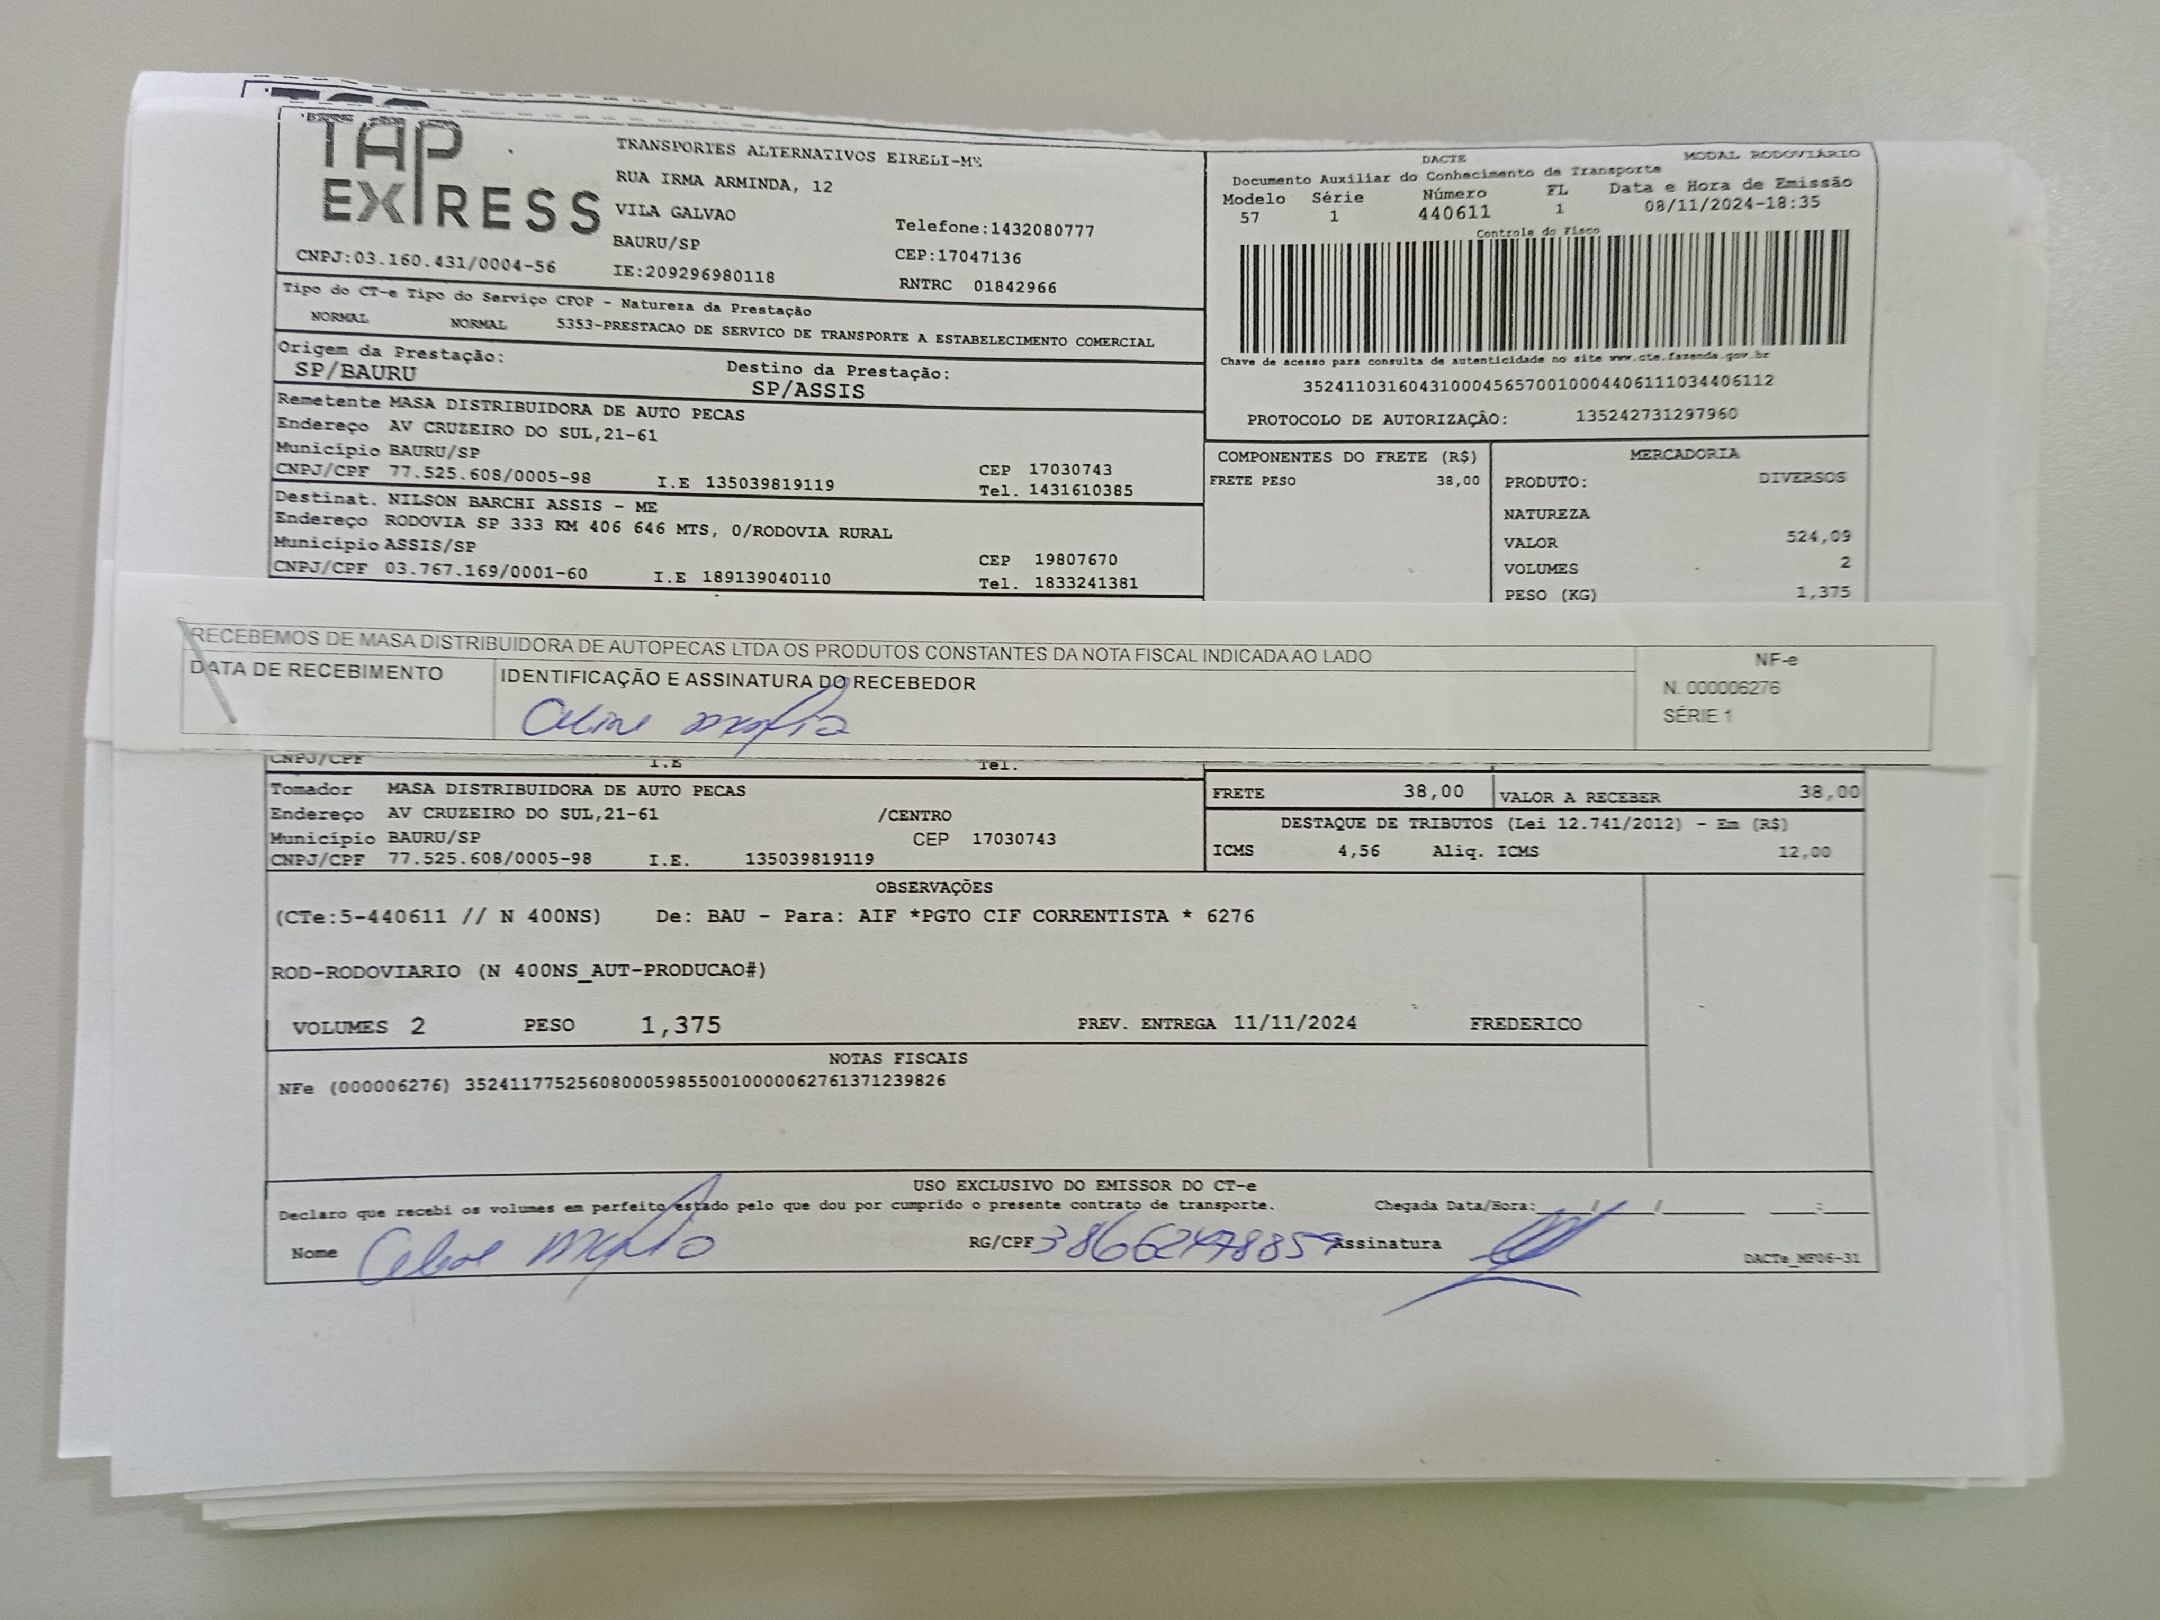 TAP
EXPRESS
CNPJ:03.160.431/0004-56
TRANSPORTES ALTERNATIVOS EIRELI-ME
RUA IRMA ARMINDA, 12
VILA GALVAO
BAURU/SP
IE:209296980118
Telefone:1432080777
CEP:17047136
RNTRC 01842966
DACTE MODAL RODOVIÁRIO
Documento Auxiliar do Conhecimento de Transporte
Modelo Série Número FL Data e Hora de Emissão
57 1 440611 1 08/11/2024-18:35
Controle do Fisco
Chave de acesso para consulta de autenticidade no site www.cte.fazenda.gov.br
35241103160431000456570010004406111034406112
PROTOCOLO DE AUTORIZAÇÃO: 135242731297960
Tipo do CT-e Tipo do Serviço CFOP - Natureza da Prestação
NORMAL NORMAL 5353-PRESTACAO DE SERVICO DE TRANSPORTE A ESTABELECIMENTO COMERCIAL
Origem da Prestação: Destino da Prestação:
SP/BAURU SP/ASSIS
Remetente MASA DISTRIBUIDORA DE AUTO PECAS
Endereço AV CRUZEIRO DO SUL,21-61
Município BAURU/SP CEP 17030743
CNPJ/CPF 77.525.608/0005-98 I.E 135039819119 Tel. 1431610385
Destinat. NILSON BARCHI ASSIS - ME
Endereço RODOVIA SP 333 KM 406 646 MTS, 0/RODOVIA RURAL
Município ASSIS/SP CEP 19807670
CNPJ/CPF 03.767.169/0001-60 I.E 189139040110 Tel. 1833241381
COMPONENTES DO FRETE (R$)
FRETE PESO 38,00
MERCADORIA
PRODUTO: DIVERSOS
NATUREZA
VALOR 524,09
VOLUMES 2
PESO (KG) 1,375
RECEBEMOS DE MASA DISTRIBUIDORA DE AUTOPECAS LTDA OS PRODUTOS CONSTANTES DA NOTA FISCAL INDICADA AO LADO
DATA DE RECEBIMENTO IDENTIFICAÇÃO E ASSINATURA DO RECEBEDOR
NF-e
N. 000006276
SÉRIE 1
CNPJ/CPF I.E Tel.
Tomador MASA DISTRIBUIDORA DE AUTO PECAS
Endereço AV CRUZEIRO DO SUL,21-61 /CENTRO
Município BAURU/SP CEP 17030743
CNPJ/CPF 77.525.608/0005-98 I.E. 135039819119
FRETE 38,00 VALOR A RECEBER 38,00
DESTAQUE DE TRIBUTOS (Lei 12.741/2012) - Em (R$)
ICMS 4,56 Aliq. ICMS 12,00
OBSERVAÇÕES
(CTe:5-440611 // N 400NS) De: BAU - Para: AIF *PGTO CIF CORRENTISTA * 6276
ROD-RODOVIARIO (N 400NS_AUT-PRODUCAO#)
VOLUMES 2 PESO 1,375 PREV. ENTREGA 11/11/2024 FREDERICO
NOTAS FISCAIS
NFe (000006276) 35241177525608000598550010000062761371239826
USO EXCLUSIVO DO EMISSOR DO CT-e
Declaro que recebi os volumes em perfeito estado pelo que dou por cumprido o presente contrato de transporte. Chegada Data/Hora:____/____/______ ___:___
Nome RG/CPF 38662498857 Assinatura
DACTe_MF06-31